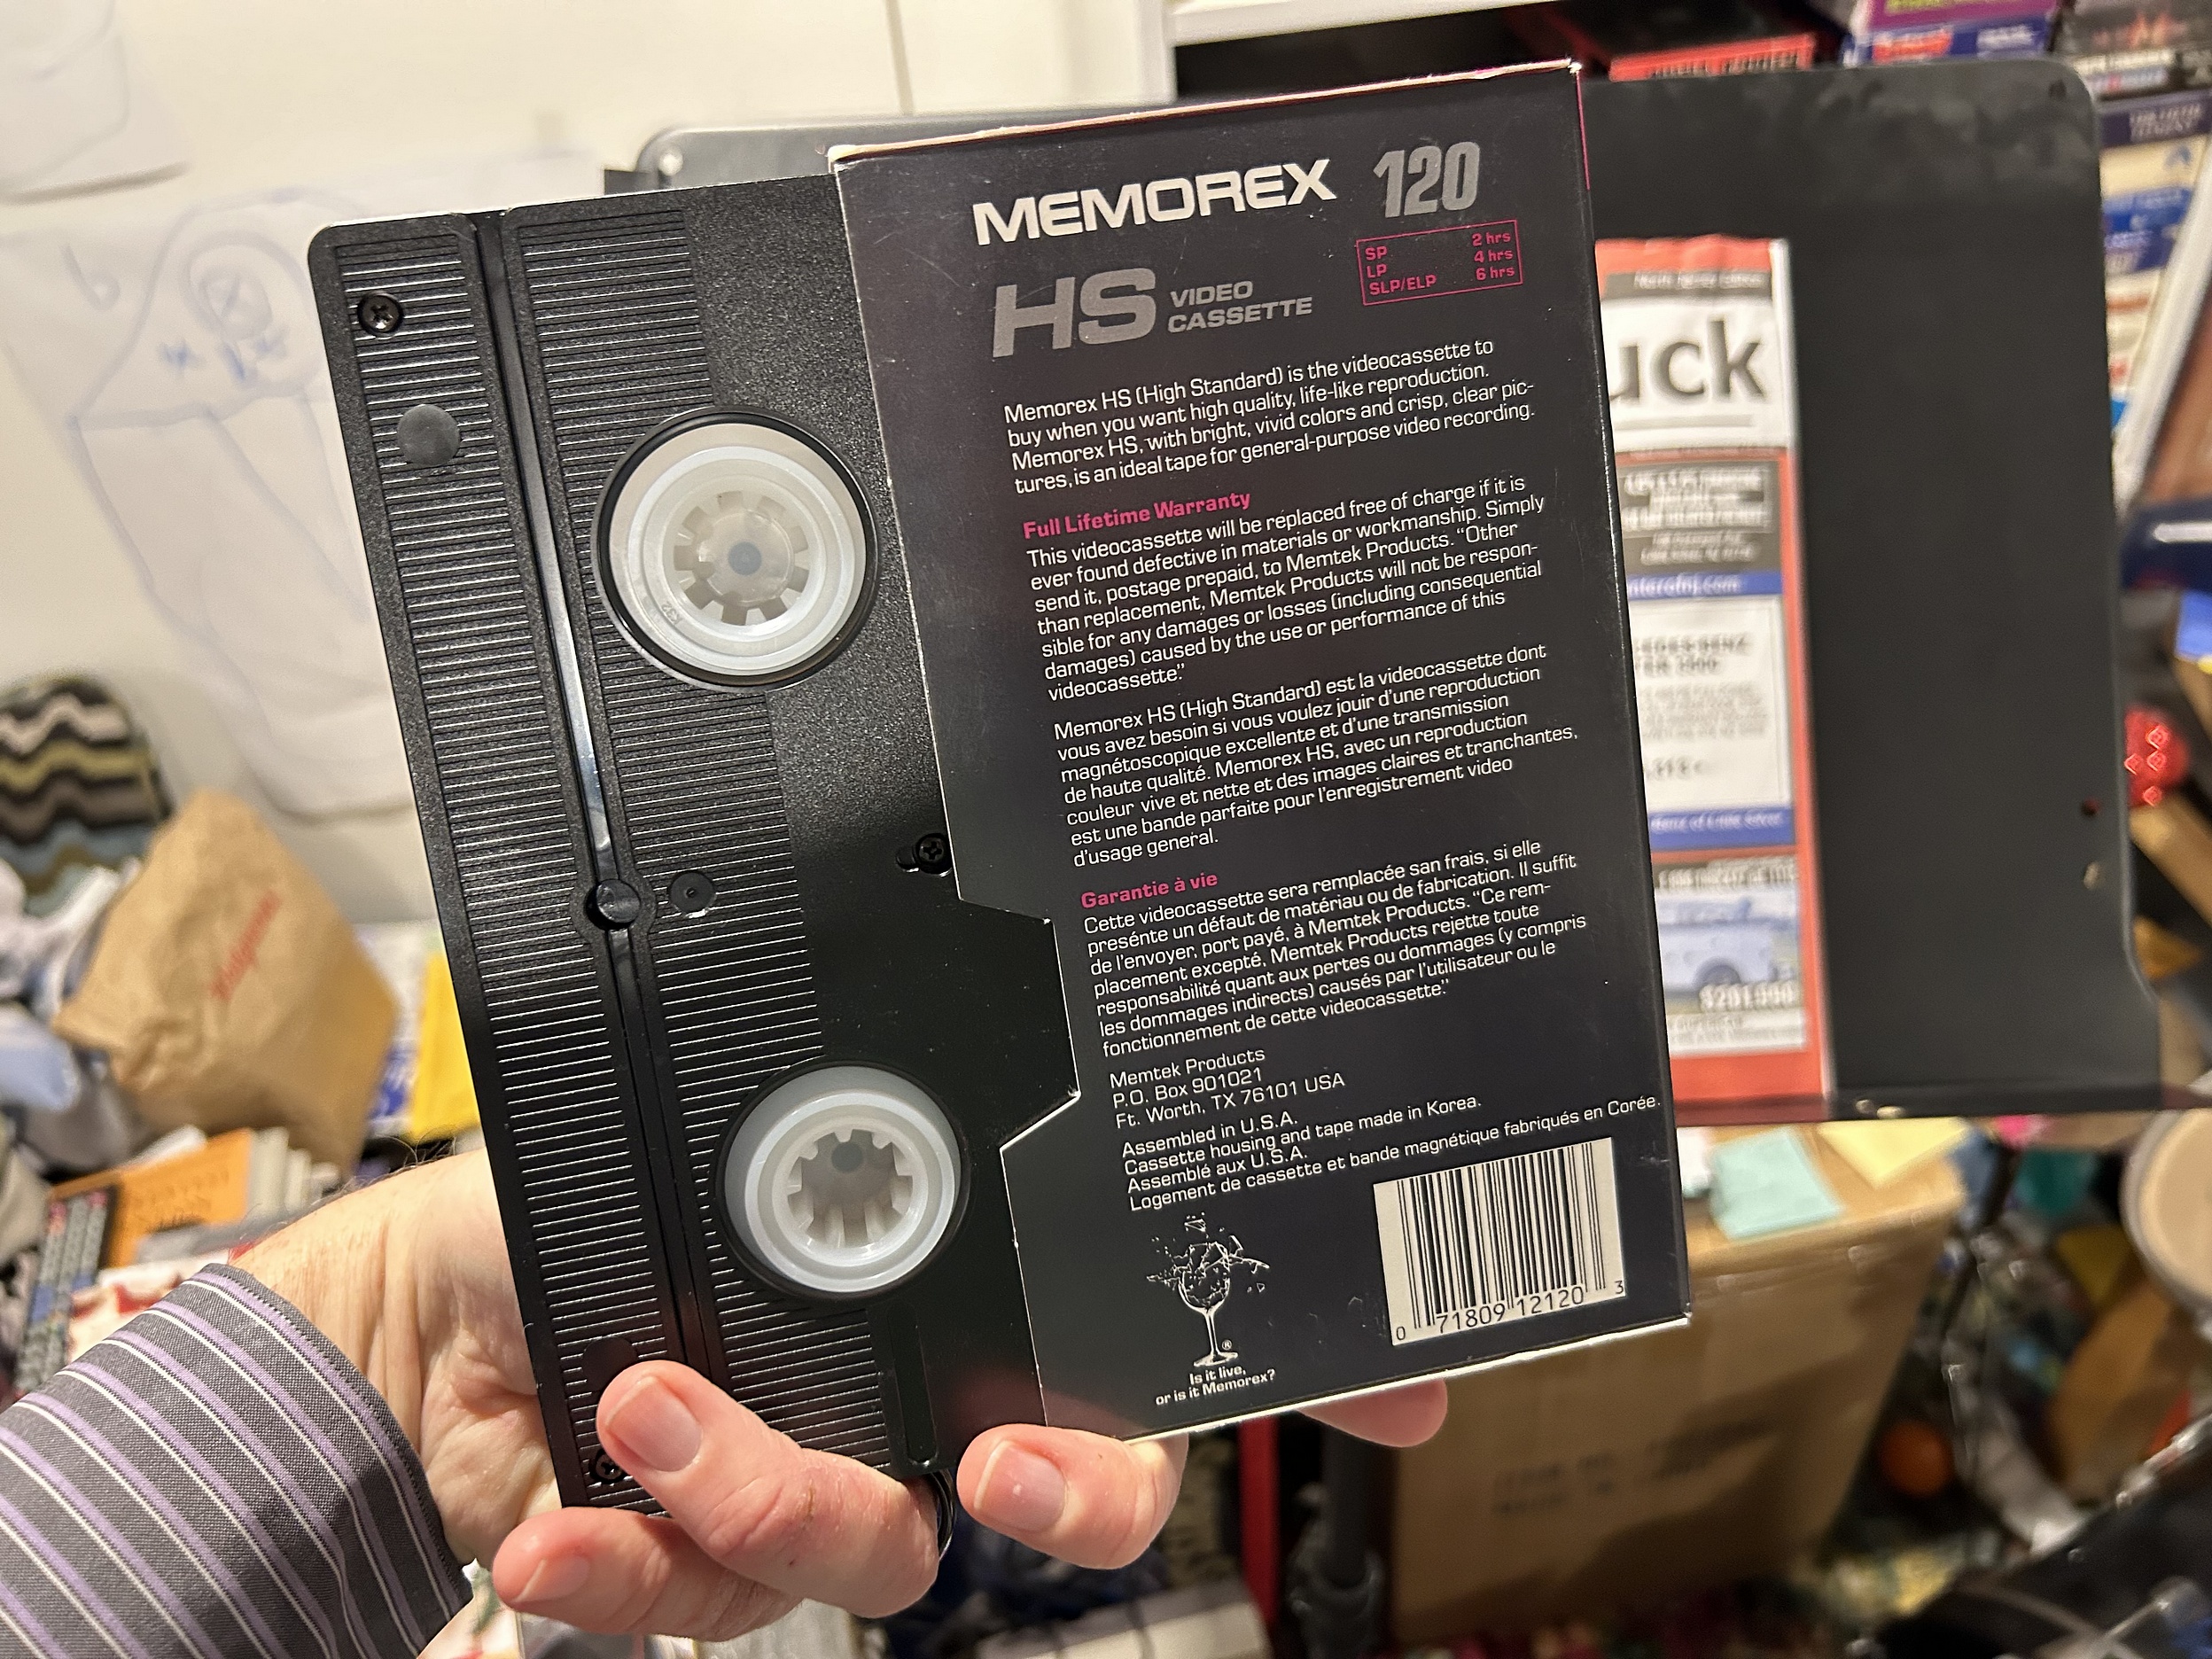 MEMOREX 120
SP 2 hrs
LP 4 hrs
SLP/ELP 6 hrs
HS VIDEO
CASSETTE
Memorex HS (High Standard) is the videocassette to
buy when you want high quality, life-like reproduction.
Memorex HS, with bright, vivid colors and crisp, clear pic-
tures, is an ideal tape for general-purpose video recording.
Full Lifetime Warranty
This videocassette will be replaced free of charge if it is
ever found defective in materials or workmanship. Simply
send it, postage prepaid, to Memtek Products. "Other
than replacement, Memtek Products will not be respon-
sible for any damages or losses (including consequential
damages) caused by the use or performance of this
videocassette."
Memorex HS (High Standard) est la videocassette dont
vous avez besoin si vous voulez jouir d'une reproduction
magnétoscopique excellente et d'une transmission
de haute qualité. Memorex HS, avec un reproduction
couleur vive et nette et des images claires et tranchantes,
est une bande parfaite pour l'enregistrement video
d'usage general.
Garantie à vie
Cette videocassette sera remplacée san frais, si elle
presénte un défaut de matériau ou de fabrication. Il suffit
de l'envoyer, port payé, à Memtek Products. "Ce rem-
placement excepté, Memtek Products rejette toute
responsabilité quant aux pertes ou dommages (y compris
les dommages indirects) causés par l'utilisateur ou le
fonctionnement de cette videocassette."
Memtek Products
P.O. Box 901021
Ft. Worth, TX 76101 USA
Assembled in U.S.A.
Cassette housing and tape made in Korea.
Assemblé aux U.S.A.
Logement de cassette et bande magnétique fabriqués en Corée.
®
Is it live,
or is it Memorex?
0 71809 12120 3
uck